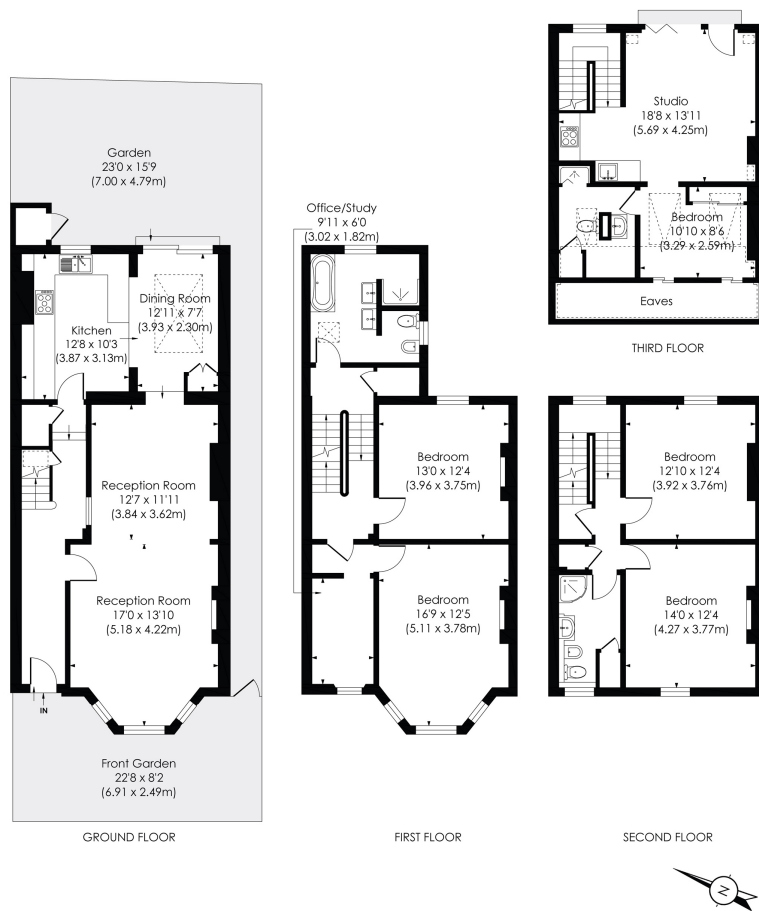 Garden
23'0 x 15'9
(7.00 x 4.79m)
Kitchen
12'8 x 10'3
(3.87 x 3.13m)
Dining Room
12'11 x 7'7
(3.93 x 2.30m)
Reception Room
12'7 x 11'11
(3.84 x 3.62m)
Reception Room
17'0 x 13'10
(5.18 x 4.22m)
IN
Front Garden
22'8 x 8'2
(6.91 x 2.49m)
GROUND FLOOR
Office/Study
9'11 x 6'0
(3.02 x 1.82m)
Bedroom
13'0 x 12'4
(3.96 x 3.75m)
Bedroom
16'9 x 12'5
(5.11 x 3.78m)
FIRST FLOOR
Studio
18'8 x 13'11
(5.69 x 4.25m)
Bedroom
10'10 x 8'6
(3.29 x 2.59m)
Eaves
THIRD FLOOR
Bedroom
12'10 x 12'4
(3.92 x 3.76m)
Bedroom
14'0 x 12'4
(4.27 x 3.77m)
SECOND FLOOR
N